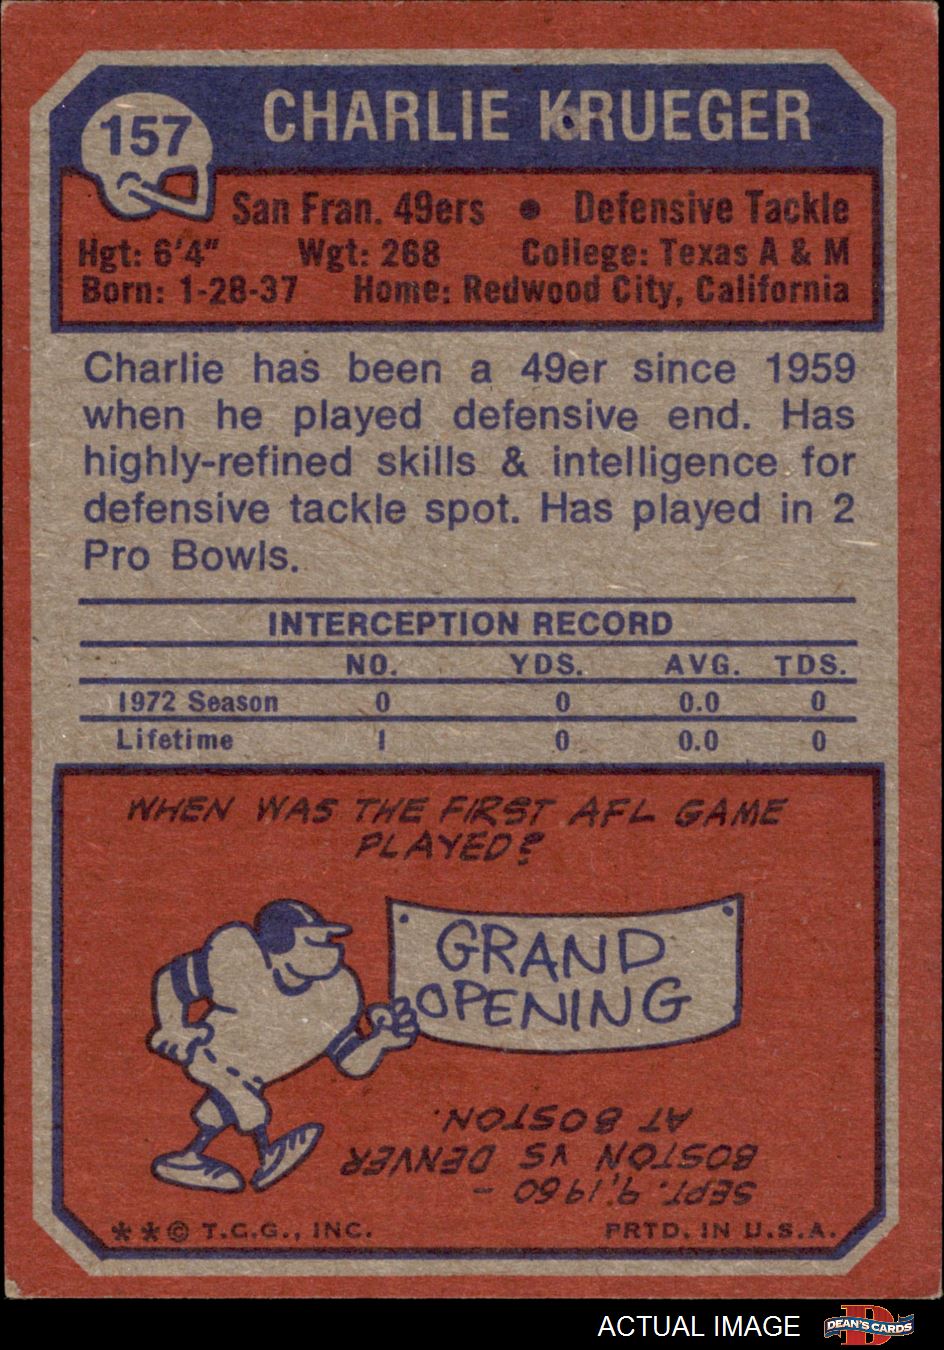 157
CHARLIE KRUEGER
San Fran. 49ers • Defensive Tackle
Hgt: 6'4" Wgt: 268 College: Texas A & M
Born: 1-28-37 Home: Redwood City, California
Charlie has been a 49er since 1959
when he played defensive end. Has
highly-refined skills & intelligence for
defensive tackle spot. Has played in 2
Pro Bowls.
INTERCEPTION RECORD
NO. YDS. AVG. TDS.
1972 Season 0 0 0.0 0
Lifetime 1 0 0.0 0
WHEN WAS THE FIRST AFL GAME
PLAYED?
GRAND
OPENING
SEPT. 9, 1960 -
BOSTON VS DENVER
AT BOSTON.
**© T.C.G., INC. PRTD. IN U.S.A.
ACTUAL IMAGE DEAN'S CARDS